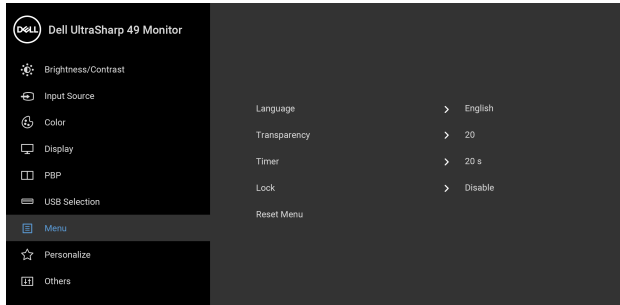 DELL Dell UltraSharp 49 Monitor
Brightness/Contrast
Input Source
Color
Display
PBP
USB Selection
Menu
Personalize
Others
Language > English
Transparency > 20
Timer > 20 s
Lock > Disable
Reset Menu